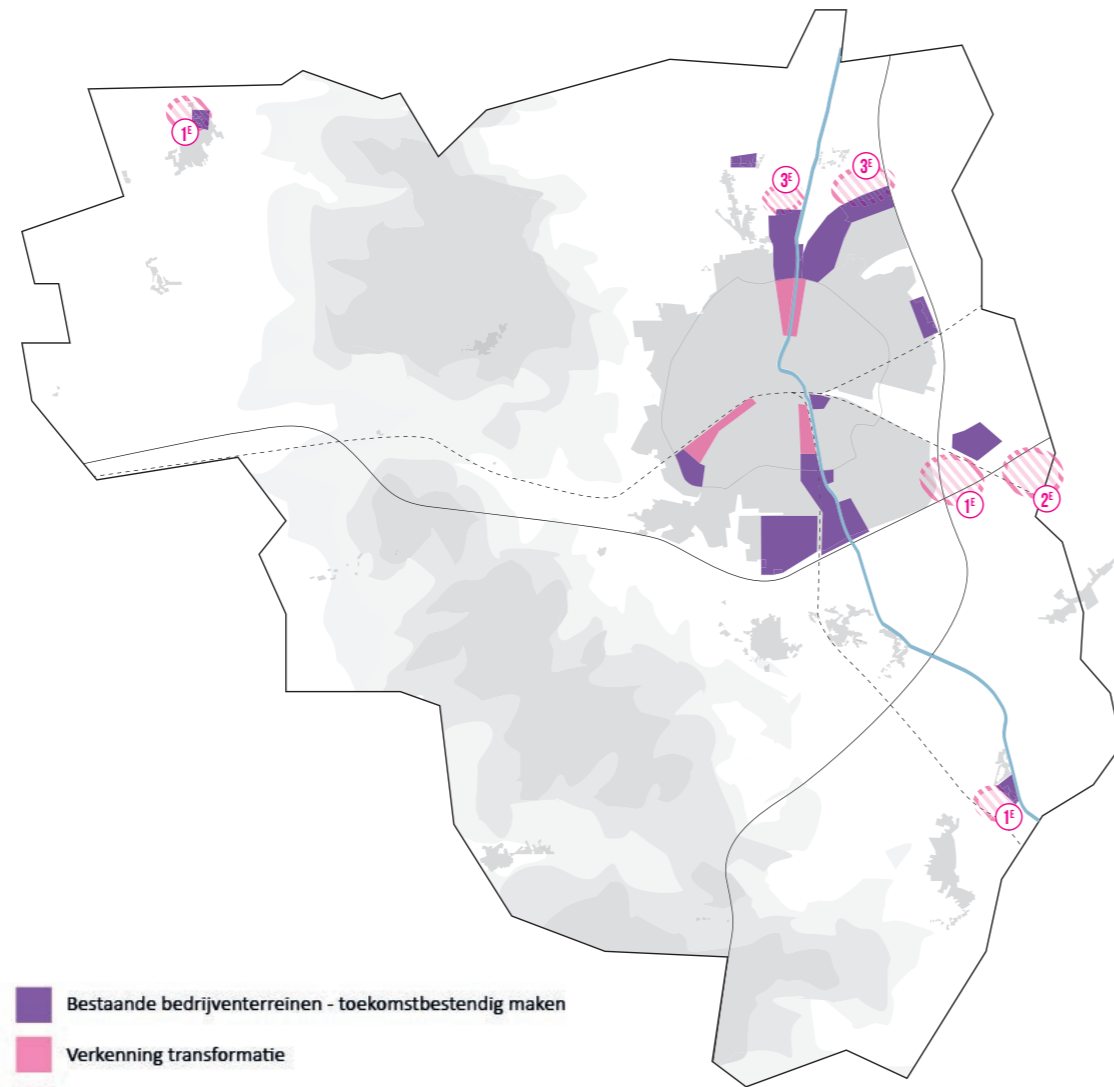 1E
3E
3E
1E
2E
1E
Bestaande bedrijventerreinen - toekomstbestendig maken
Verkenning transformatie